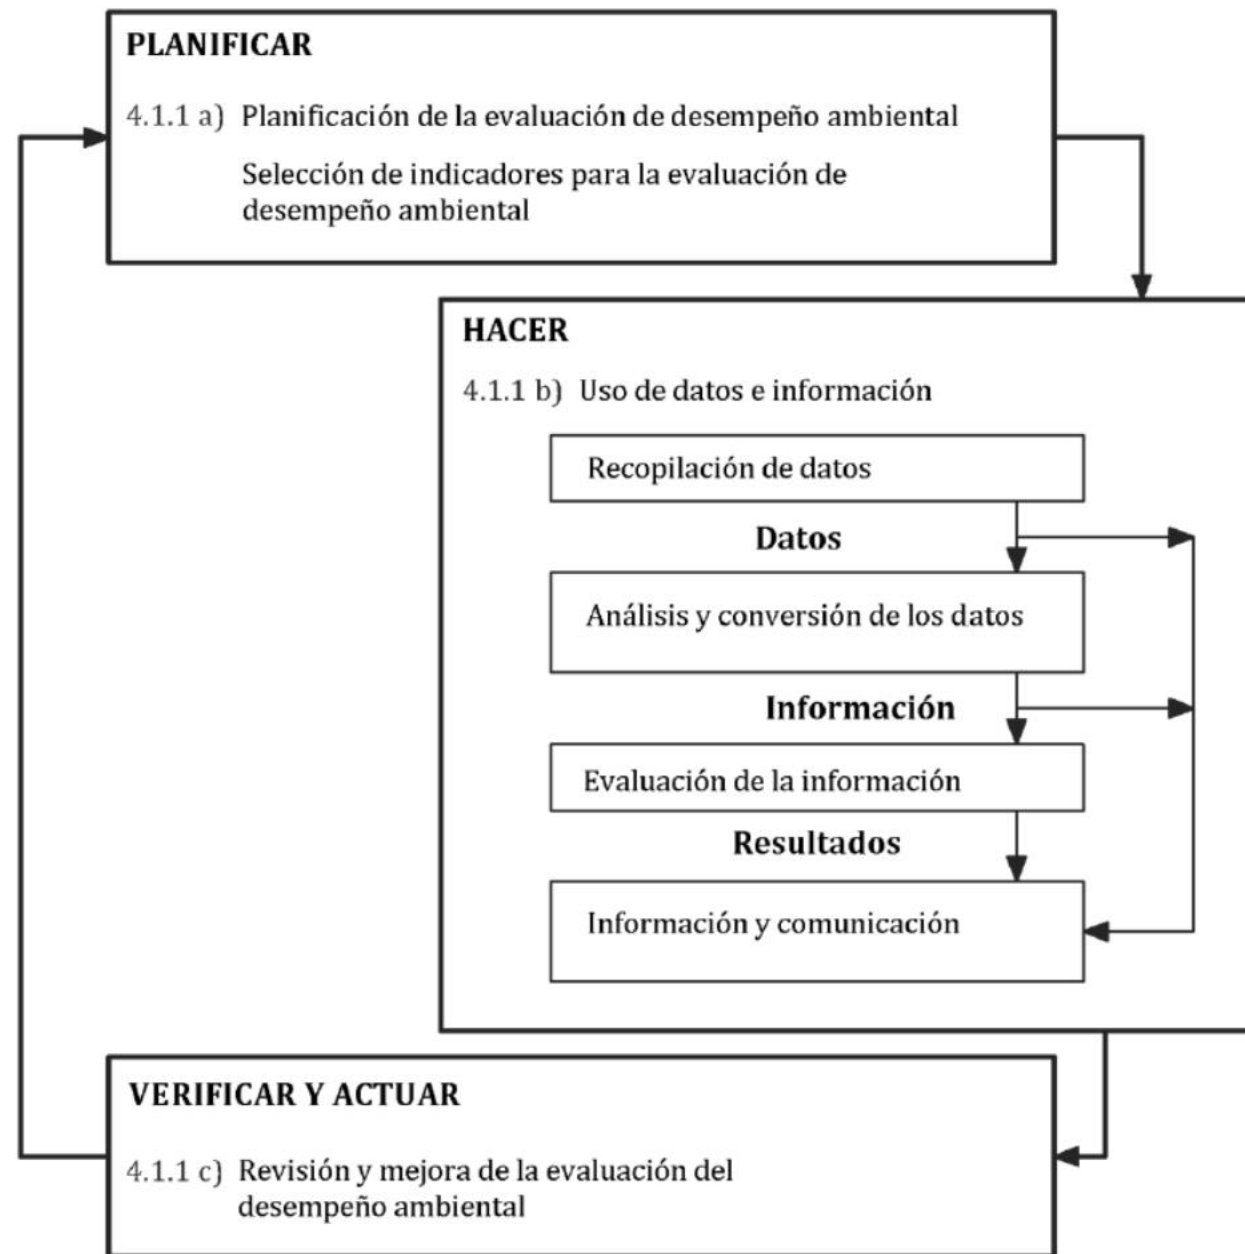 PLANIFICAR
4.1.1 a) Planificación de la evaluación de desempeño ambiental
Selección de indicadores para la evaluación de
desempeño ambiental
HACER
4.1.1 b) Uso de datos e información
Recopilación de datos
Datos
Análisis y conversión de los datos
Información
Evaluación de la información
Resultados
Información y comunicación
VERIFICAR Y ACTUAR
4.1.1 c) Revisión y mejora de la evaluación del
desempeño ambiental